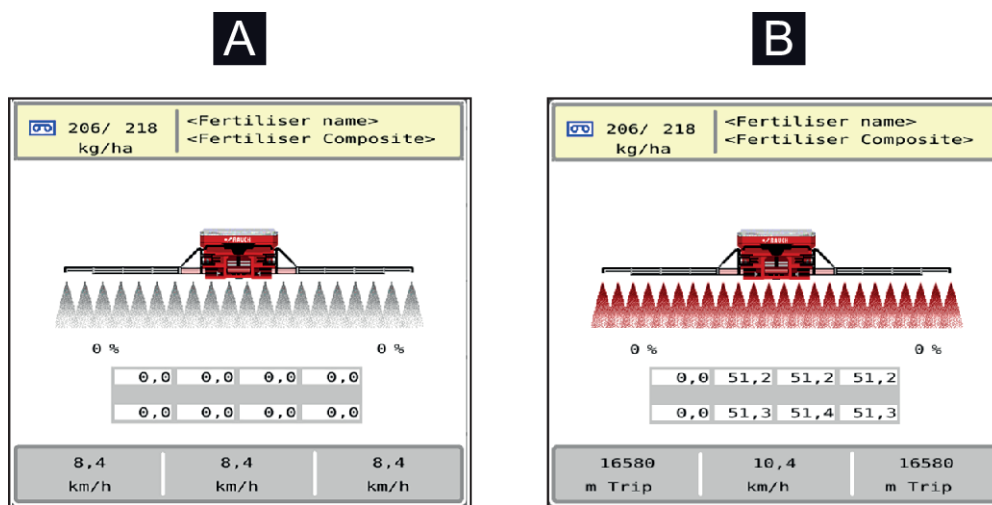 A
206/ 218
kg/ha
<Fertiliser name>
<Fertiliser Composite>
RAUCH
0 %
0 %
0,0 0,0 0,0 0,0
0,0 0,0 0,0 0,0
8,4
km/h
8,4
km/h
8,4
km/h
B
206/ 218
kg/ha
<Fertiliser name>
<Fertiliser Composite>
RAUCH
0 %
0 %
0,0 51,2 51,2 51,2
0,0 51,3 51,4 51,3
16580
m Trip
10,4
km/h
16580
m Trip